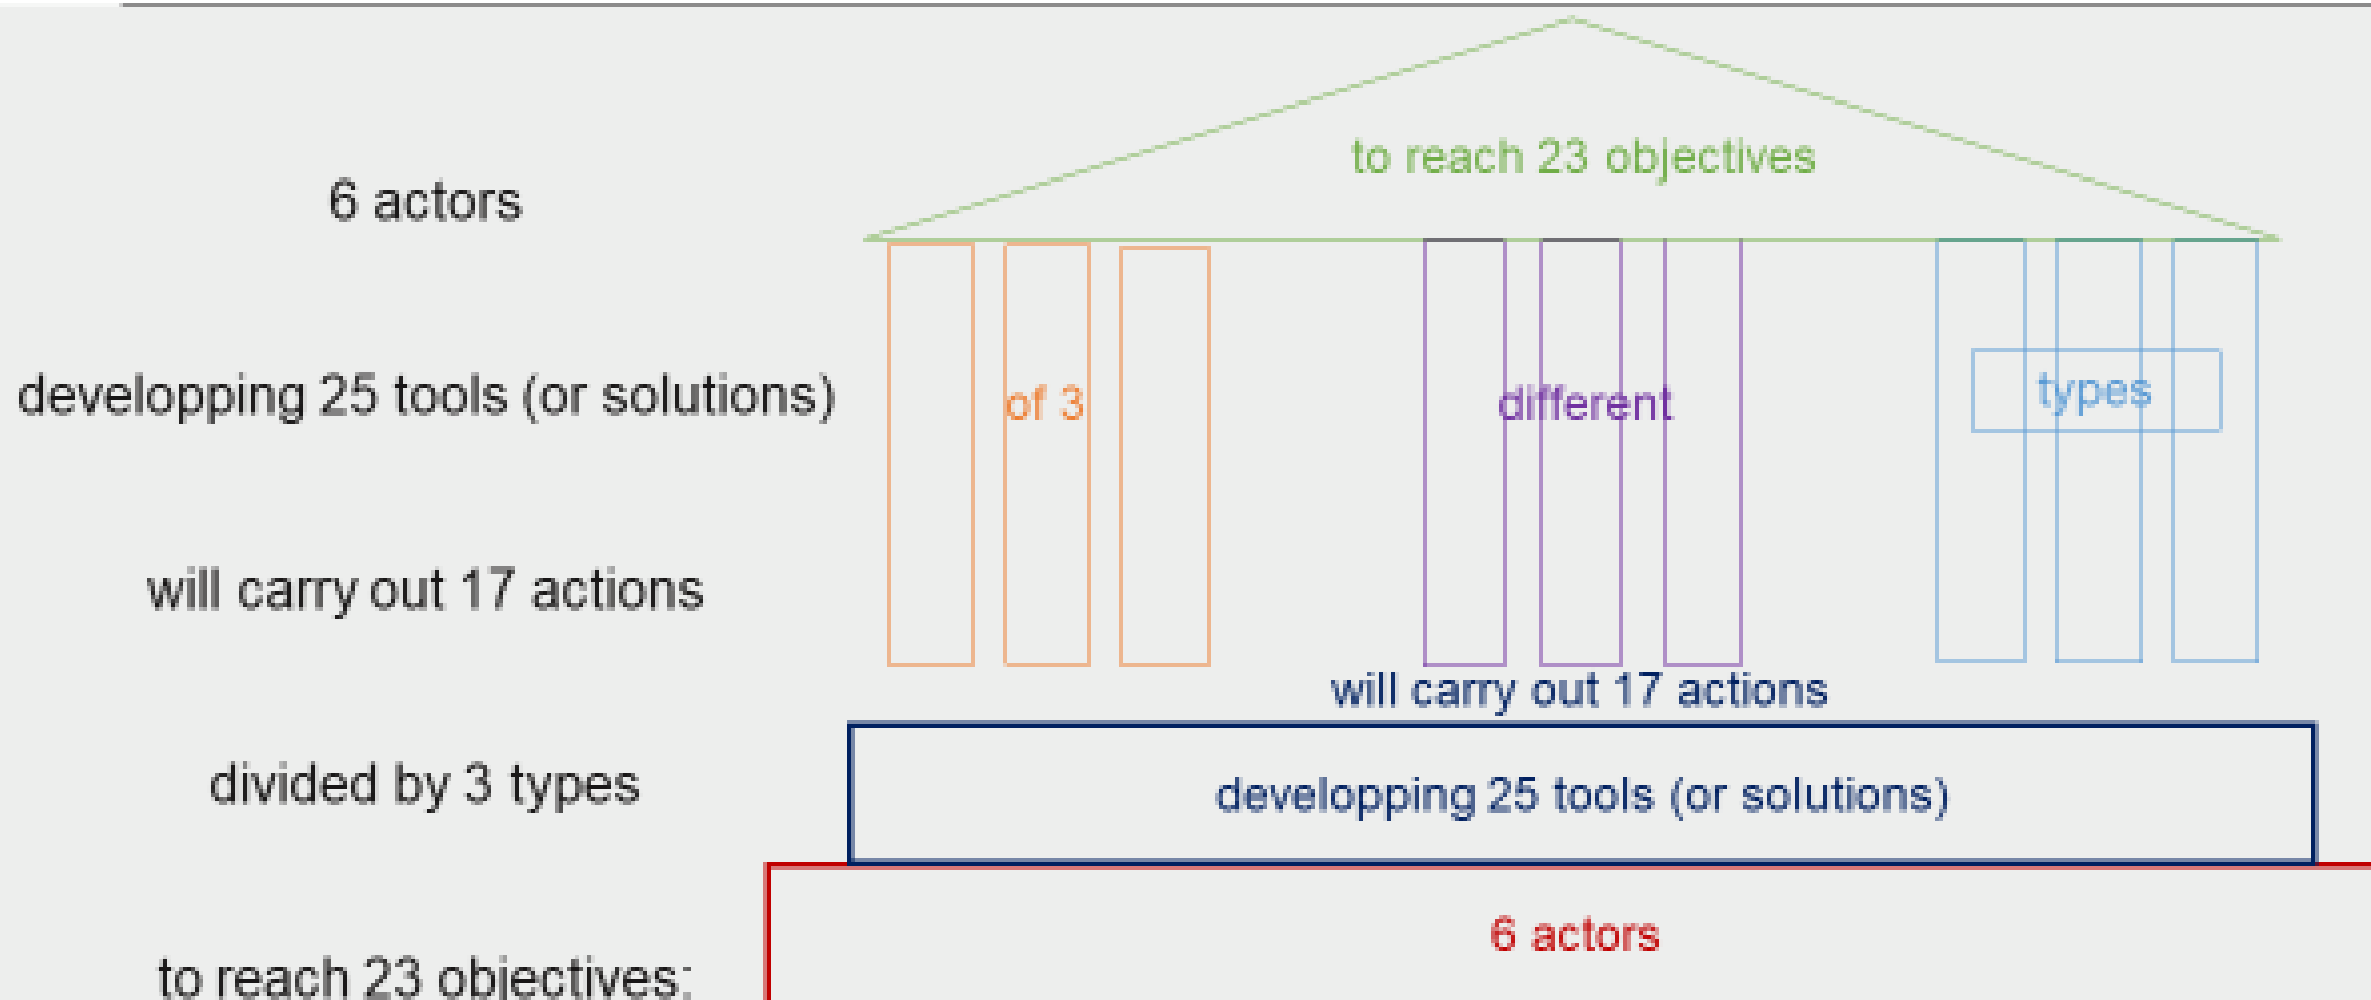 6 actors
developping 25 tools (or solutions)
will carry out 17 actions
divided by 3 types
to reach 23 objectives:
to reach 23 objectives
of 3
different
types
will carry out 17 actions
developping 25 tools (or solutions)
6 actors